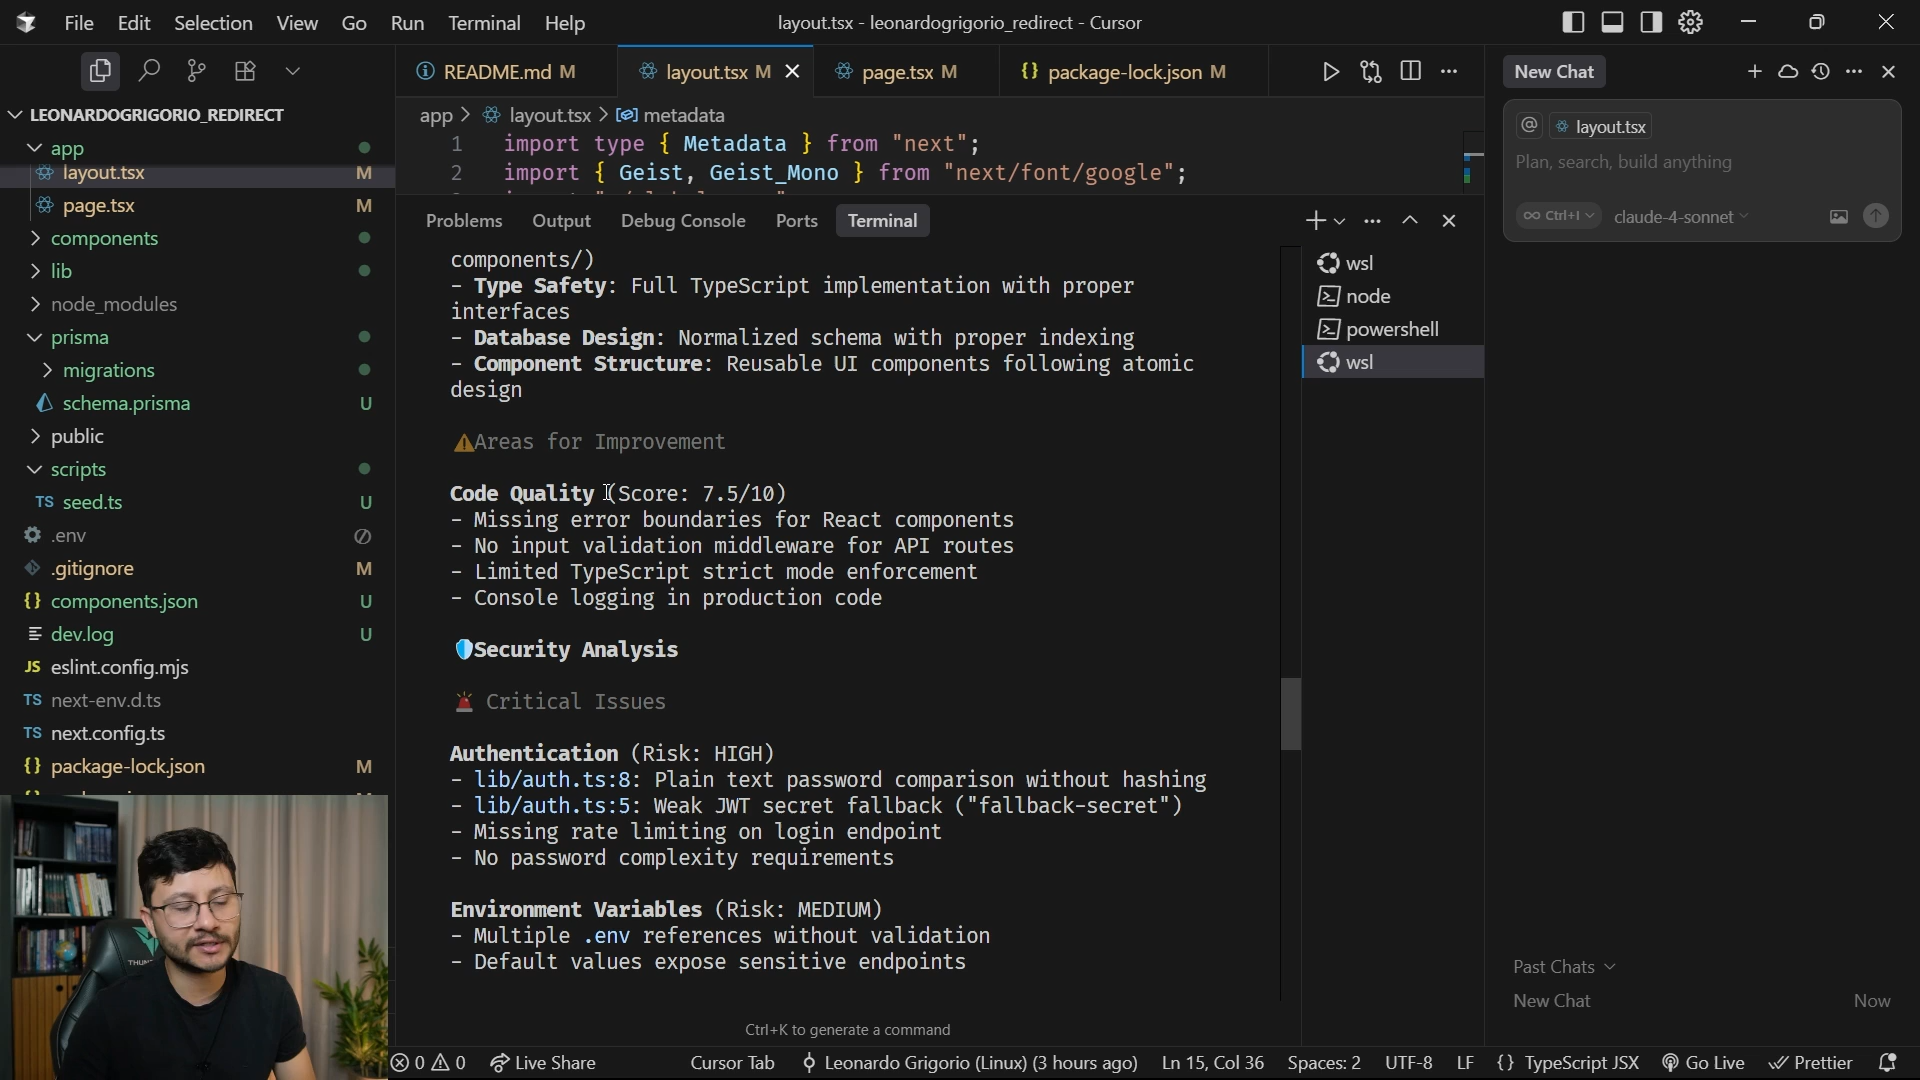 File Edit Selection View Go Run Terminal Help
layout.tsx - leonardogrigorio_redirect - Cursor
LEONARDOGRIGORIO_REDIRECT
app
layout.tsx M
page.tsx M
components
lib
node_modules
prisma
migrations
schema.prisma U
public
scripts
TS seed.ts U
.env
.gitignore M
{} components.json U
dev.log U
JS eslint.config.mjs
TS next-env.d.ts
TS next.config.ts
{} package-lock.json M
README.md M
layout.tsx M
page.tsx M
{} package-lock.json M
app > layout.tsx > metadata
1 import type { Metadata } from "next";
2 import { Geist, Geist_Mono } from "next/font/google";
Problems Output Debug Console Ports Terminal
components/)
- Type Safety: Full TypeScript implementation with proper
interfaces
- Database Design: Normalized schema with proper indexing
- Component Structure: Reusable UI components following atomic
design
Areas for Improvement
Code Quality (Score: 7.5/10)
- Missing error boundaries for React components
- No input validation middleware for API routes
- Limited TypeScript strict mode enforcement
- Console logging in production code
Security Analysis
Critical Issues
Authentication (Risk: HIGH)
- lib/auth.ts:8: Plain text password comparison without hashing
- lib/auth.ts:5: Weak JWT secret fallback ("fallback-secret")
- Missing rate limiting on login endpoint
- No password complexity requirements
Environment Variables (Risk: MEDIUM)
- Multiple .env references without validation
- Default values expose sensitive endpoints
Ctrl+K to generate a command
wsl
node
powershell
wsl
New Chat
@ layout.tsx
Plan, search, build anything
∞ Ctrl+I claude-4-sonnet
Past Chats
New Chat Now
0 0 Live Share Cursor Tab Leonardo Grigorio (Linux) (3 hours ago) Ln 15, Col 36 Spaces: 2 UTF-8 LF {} TypeScript JSX Go Live Prettier